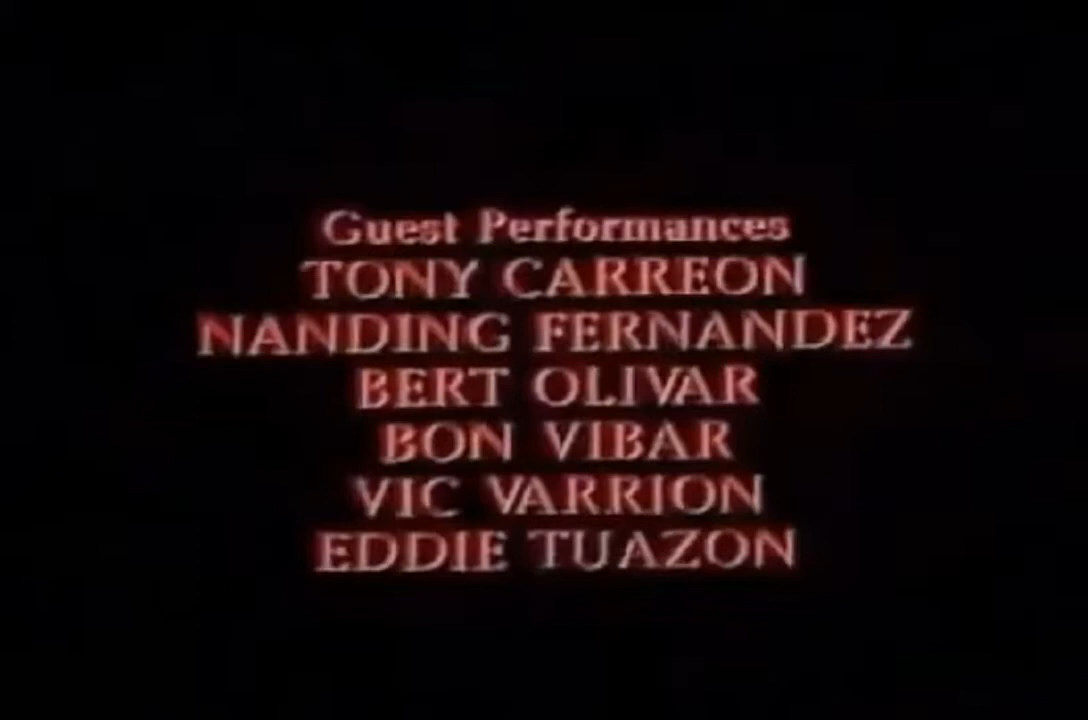 Guest Performances
TONY CARREON
NANDING FERNANDEZ
BERT OLIVAR
BON VIBAR
VIC VARRION
EDDIE TUAZON